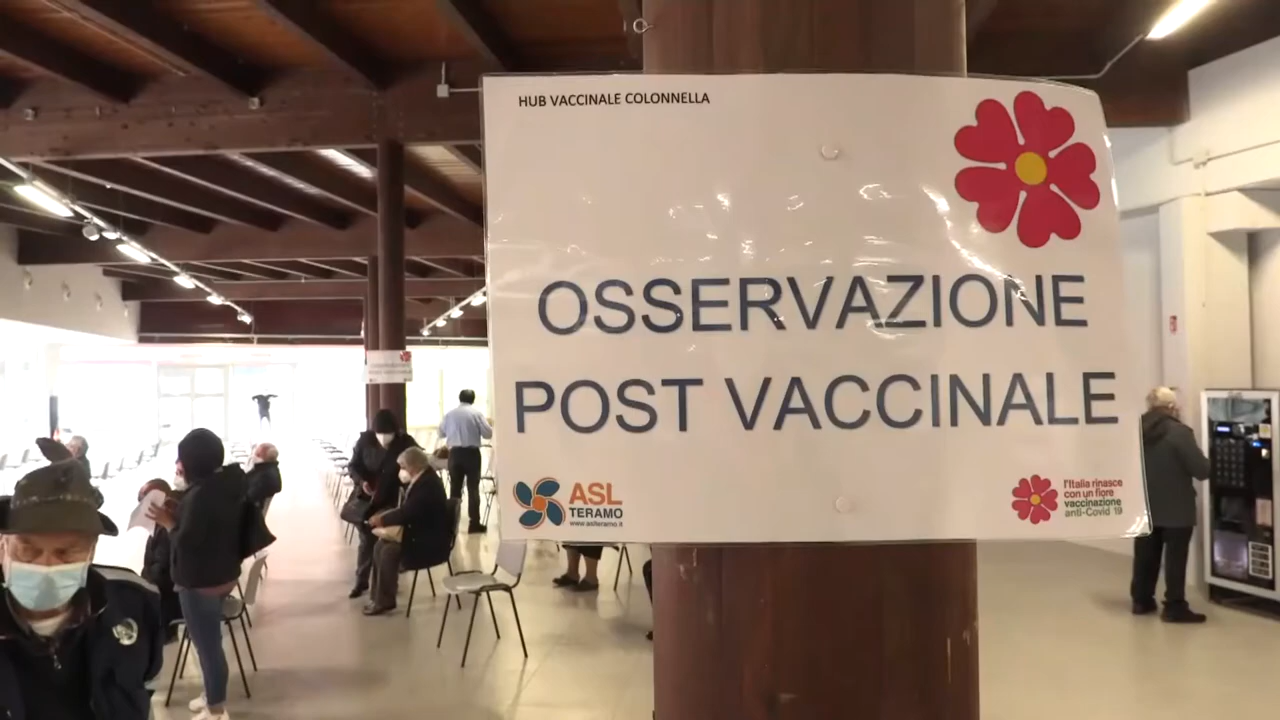 HUB VACCINALE COLONNELLA
OSSERVAZIONE
POST VACCINALE
ASL
TERAMO
www.aslteramo.it
l'Italia rinasce
con un fiore
vaccinazione
anti-Covid 19